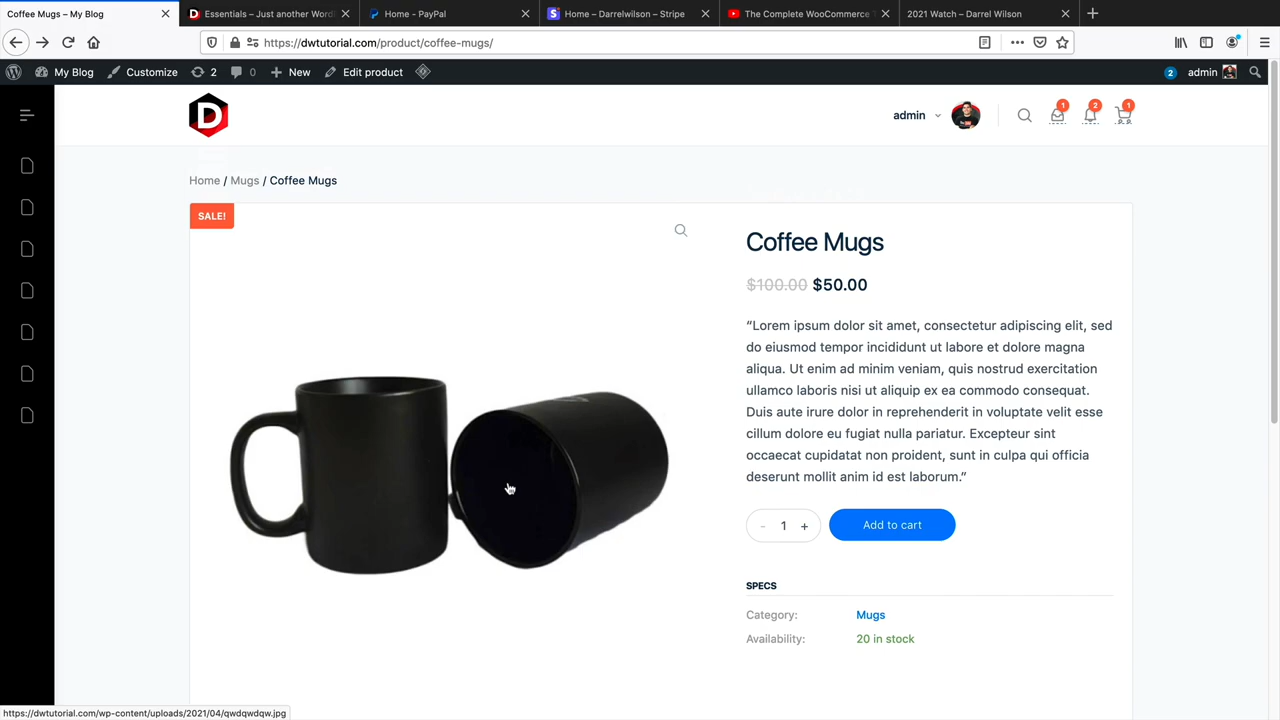 Coffee Mugs – My Blog
Essentials – Just another Word
Home - PayPal
Home – Darrelwilson – Stripe
The Complete WooCommerce T
2021 Watch – Darrel Wilson
https://dwtutorial.com/product/coffee-mugs/
My Blog
Customize
2
0
New
Edit product
2
admin
D
admin
1
2
1
Home / Mugs / Coffee Mugs
SALE!
Coffee Mugs
$100.00 $50.00
“Lorem ipsum dolor sit amet, consectetur adipiscing elit, sed
do eiusmod tempor incididunt ut labore et dolore magna
aliqua. Ut enim ad minim veniam, quis nostrud exercitation
ullamco laboris nisi ut aliquip ex ea commodo consequat.
Duis aute irure dolor in reprehenderit in voluptate velit esse
cillum dolore eu fugiat nulla pariatur. Excepteur sint
occaecat cupidatat non proident, sunt in culpa qui officia
deserunt mollit anim id est laborum.”
- 1 +
Add to cart
SPECS
Category: Mugs
Availability: 20 in stock
https://dwtutorial.com/wp-content/uploads/2021/04/qwdqwdqw.jpg